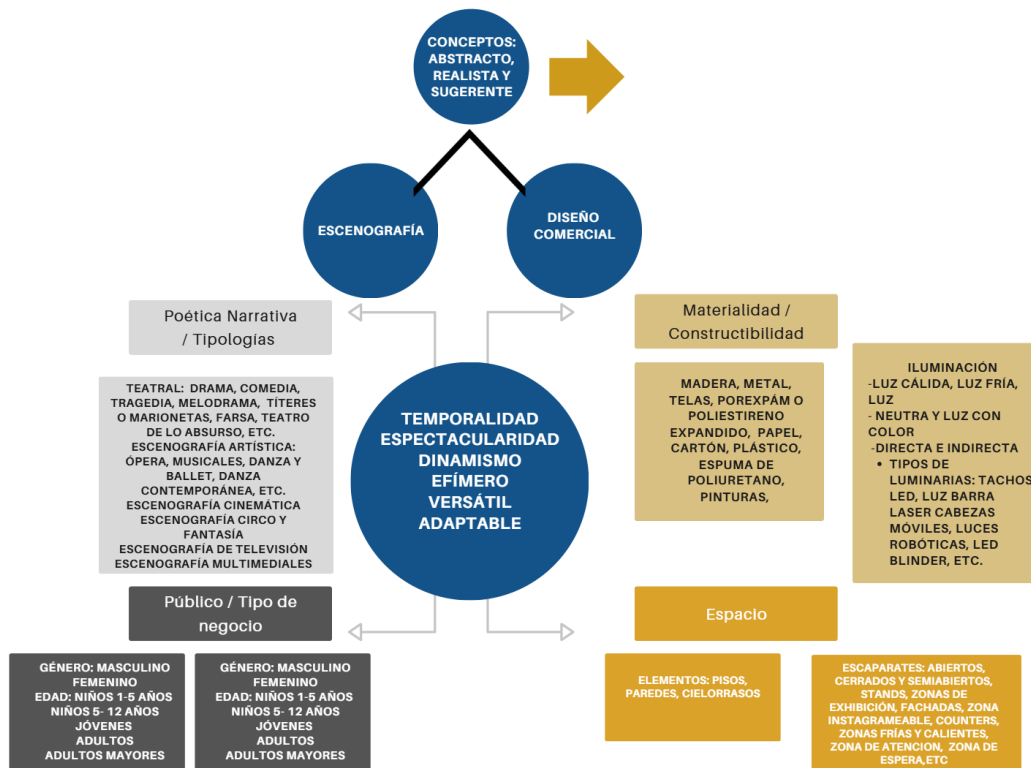 CONCEPTOS:
ABSTRACTO,
REALISTA Y
SUGERENTE
ESCENOGRAFÍA
DISEÑO
COMERCIAL
Poética Narrativa
/ Tipologías
TEATRAL: DRAMA, COMEDIA,
TRAGEDIA, MELODRAMA, TÍTERES
O MARIONETAS, FARSA, TEATRO
DE LO ABSURSO, ETC.
ESCENOGRAFÍA ARTÍSTICA:
ÓPERA, MUSICALES, DANZA Y
BALLET, DANZA
CONTEMPORÁNEA, ETC.
ESCENOGRAFÍA CINEMÁTICA
ESCENOGRAFÍA CIRCO Y
FANTASÍA
ESCENOGRAFÍA DE TELEVISIÓN
ESCENOGRAFÍA MULTIMEDIALES
TEMPORALIDAD
ESPECTACULARIDAD
DINAMISMO
EFÍMERO
VERSÁTIL
ADAPTABLE
Materialidad /
Constructibilidad
MADERA, METAL,
TELAS, POREXPÁM O
POLIESTIRENO
EXPANDIDO, PAPEL,
CARTÓN, PLÁSTICO,
ESPUMA DE
POLIURETANO,
PINTURAS,
ILUMINACIÓN
-LUZ CÁLIDA, LUZ FRÍA,
LUZ
- NEUTRA Y LUZ CON
COLOR
-DIRECTA E INDIRECTA
• TIPOS DE
LUMINARIAS: TACHOS
LED, LUZ BARRA
LASER CABEZAS
MÓVILES, LUCES
ROBÓTICAS, LED
BLINDER, ETC.
Público / Tipo de
negocio
GÉNERO: MASCULINO
FEMENINO
EDAD: NIÑOS 1-5 AÑOS
NIÑOS 5- 12 AÑOS
JÓVENES
ADULTOS
ADULTOS MAYORES
GÉNERO: MASCULINO
FEMENINO
EDAD: NIÑOS 1-5 AÑOS
NIÑOS 5- 12 AÑOS
JÓVENES
ADULTOS
ADULTOS MAYORES
Espacio
ELEMENTOS: PISOS,
PAREDES, CIELORRASOS
ESCAPARATES: ABIERTOS,
CERRADOS Y SEMIABIERTOS,
STANDS, ZONAS DE
EXHIBICIÓN, FACHADAS, ZONA
INSTAGRAMEABLE, COUNTERS,
ZONAS FRÍAS Y CALIENTES,
ZONA DE ATENCION, ZONA DE
ESPERA,ETC